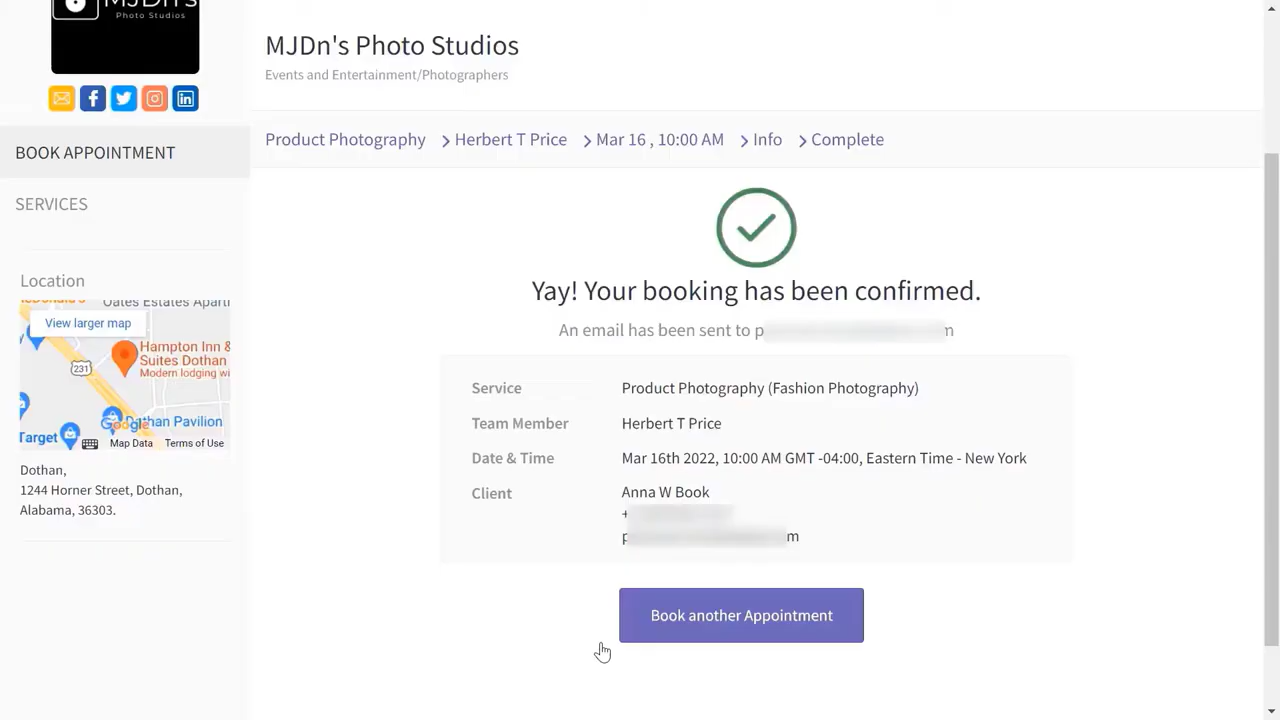 Photo Studios
MJDn's Photo Studios
Events and Entertainment/Photographers
Product Photography
Herbert T Price
Mar 16 , 10:00 AM
Info
Complete
BOOK APPOINTMENT
SERVICES
Location
View larger map
Oates Estates
231
Hampton Inn &
Suites Dothan
Modern lodging
Dothan Pavilion
Google
Target
Map Data
Terms of Use
Dothan,
1244 Horner Street, Dothan,
Alabama, 36303.
Yay! Your booking has been confirmed.
An email has been sent to
Service
Product Photography (Fashion Photography)
Team Member
Herbert T Price
Date & Time
Mar 16th 2022, 10:00 AM GMT -04:00, Eastern Time - New York
Client
Anna W Book
Book another Appointment